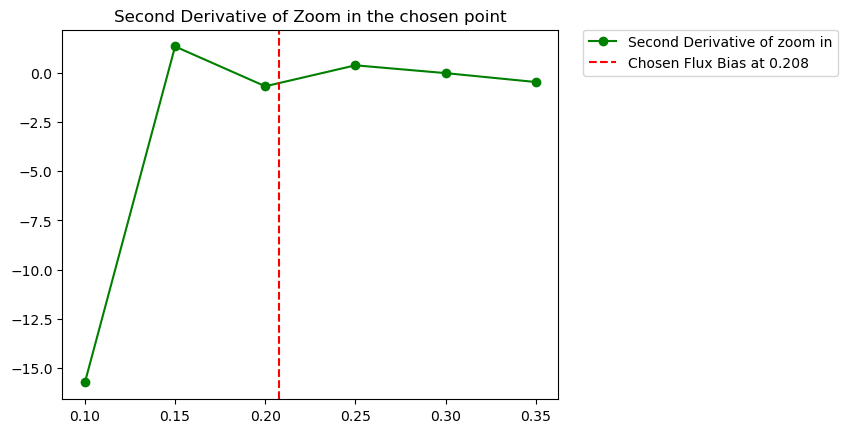 Second Derivative of Zoom in the chosen point
Second Derivative of zoom in
Chosen Flux Bias at 0.208
0.0
−2.5
−5.0
−7.5
−10.0
−12.5
−15.0
0.10 0.15 0.20 0.25 0.30 0.35